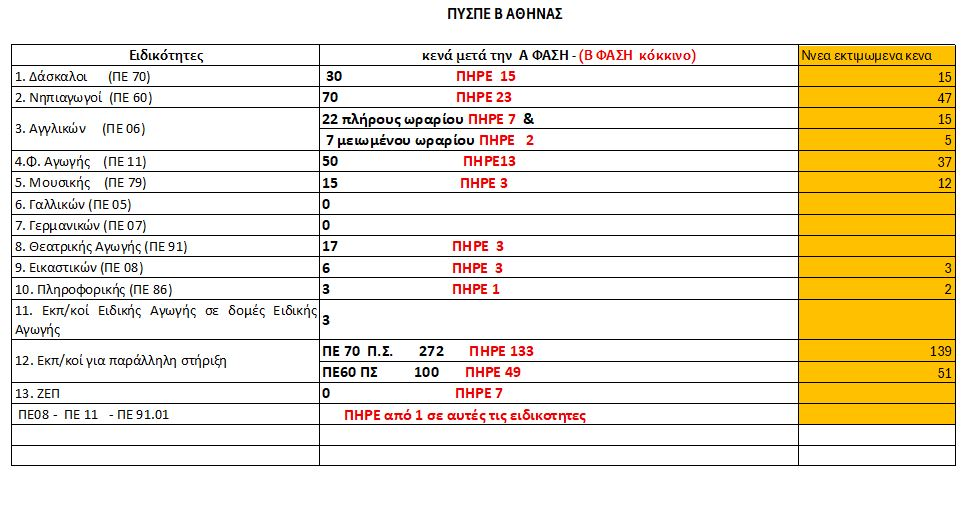 ΠΥΣΠΕ Β ΑΘΗΝΑΣ
Ειδικότητες κενά μετά την Α ΦΑΣΗ - (Β ΦΑΣΗ κόκκινο) Ννεα εκτιμωμενα κενα
1. Δάσκαλοι (ΠΕ 70) 30 ΠΗΡΕ 15 15
2. Νηπιαγωγοί (ΠΕ 60) 70 ΠΗΡΕ 23 47
3. Αγγλικών (ΠΕ 06) 22 πλήρους ωραρίου ΠΗΡΕ 7 & 15
7 μειωμένου ωραρίου ΠΗΡΕ 2 5
4.Φ. Αγωγής (ΠΕ 11) 50 ΠΗΡΕ13 37
5. Μουσικής (ΠΕ 79) 15 ΠΗΡΕ 3 12
6. Γαλλικών (ΠΕ 05) 0
7. Γερμανικών (ΠΕ 07) 0
8. Θεατρικής Αγωγής (ΠΕ 91) 17 ΠΗΡΕ 3
9. Εικαστικών (ΠΕ 08) 6 ΠΗΡΕ 3 3
10. Πληροφορικής (ΠΕ 86) 3 ΠΗΡΕ 1 2
11. Εκπ/κοί Ειδικής Αγωγής σε δομές Ειδικής
Αγωγής 3
12. Εκπ/κοί για παράλληλη στήριξη ΠΕ 70 Π.Σ. 272 ΠΗΡΕ 133 139
ΠΕ60 ΠΣ 100 ΠΗΡΕ 49 51
13. ΖΕΠ 0 ΠΗΡΕ 7
ΠΕ08 - ΠΕ 11 - ΠΕ 91.01 ΠΗΡΕ από 1 σε αυτές τις ειδικοτητες